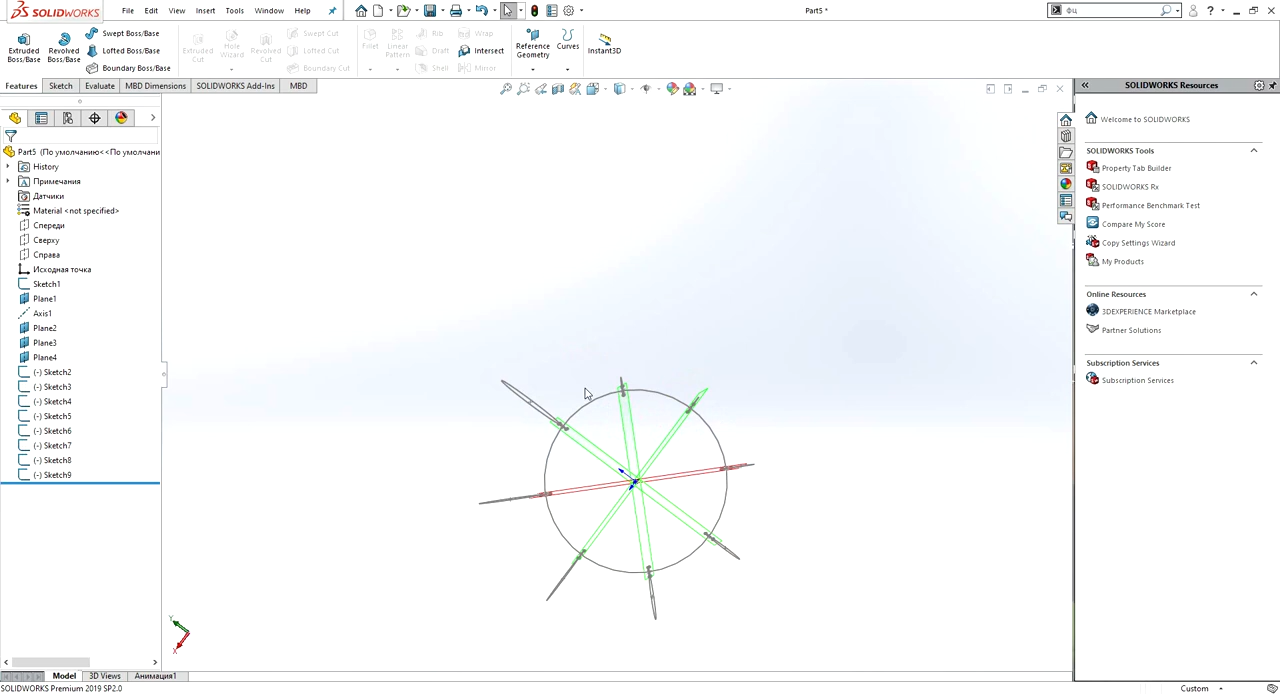 SOLIDWORKS File Edit View Insert Tools Window Help Part5 * фц ?
Extruded Boss/Base
Revolved Boss/Base
Swept Boss/Base
Lofted Boss/Base
Boundary Boss/Base
Extruded Cut
Hole Wizard
Revolved Cut
Swept Cut
Lofted Cut
Boundary Cut
Fillet
Linear Pattern
Rib
Draft
Shell
Wrap
Intersect
Mirror
Reference Geometry
Curves
Instant3D
Features Sketch Evaluate MBD Dimensions SOLIDWORKS Add-Ins MBD
Part5 (По умолчанию<<По умолчани
History
Примечания
Датчики
Material <not specified>
Спереди
Сверху
Справа
Исходная точка
Sketch1
Plane1
Axis1
Plane2
Plane3
Plane4
(-) Sketch2
(-) Sketch3
(-) Sketch4
(-) Sketch5
(-) Sketch6
(-) Sketch7
(-) Sketch8
(-) Sketch9
Y
X
SOLIDWORKS Resources
Welcome to SOLIDWORKS
SOLIDWORKS Tools
Property Tab Builder
SOLIDWORKS Rx
Performance Benchmark Test
Compare My Score
Copy Settings Wizard
My Products
Online Resources
3DEXPERIENCE Marketplace
Partner Solutions
Subscription Services
Subscription Services
Model 3D Views Анимация1
SOLIDWORKS Premium 2019 SP2.0 Custom